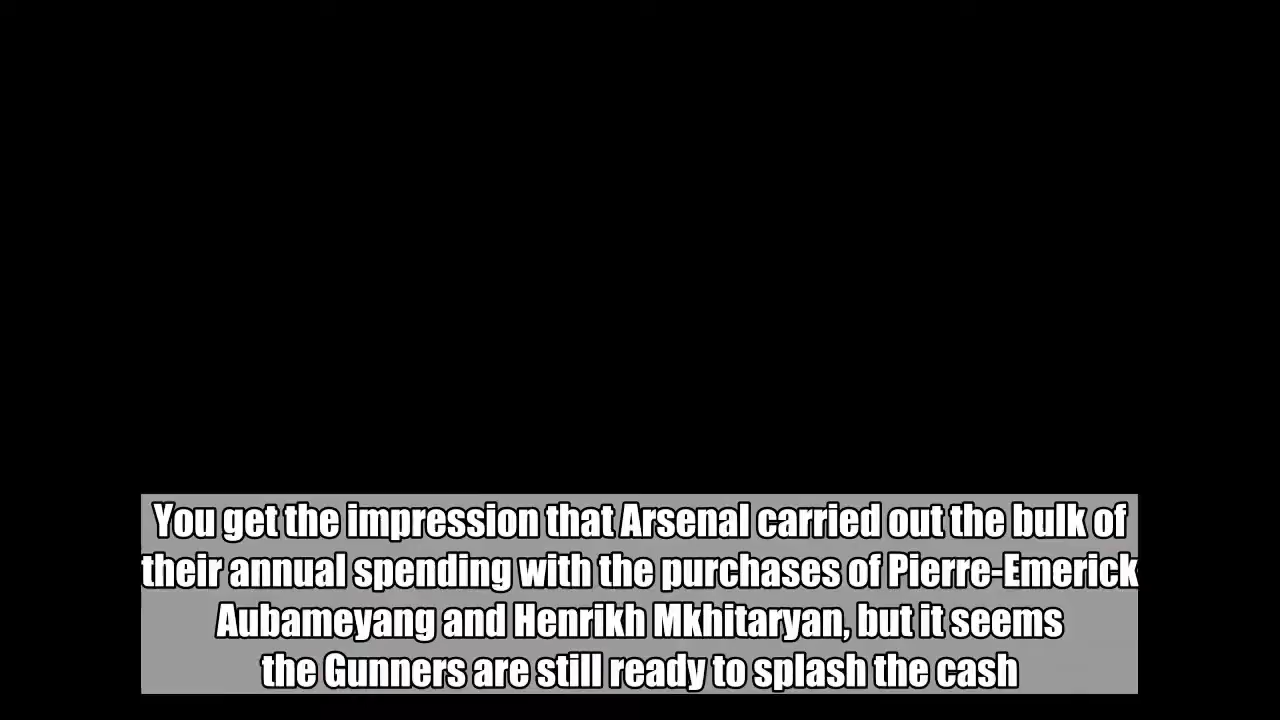 You get the impression that Arsenal carried out the bulk of
their annual spending with the purchases of Pierre-Emerick
Aubameyang and Henrikh Mkhitaryan, but it seems
the Gunners are still ready to splash the cash